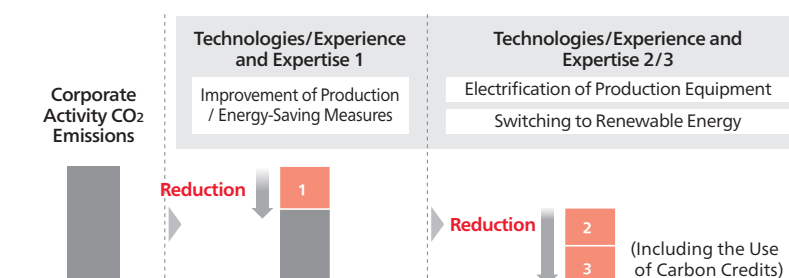 Technologies/Experience
and Expertise 1
Technologies/Experience and
Expertise 2/3
Improvement of Production
/ Energy-Saving Measures
Electrification of Production Equipment
Switching to Renewable Energy
Corporate
Activity CO2
Emissions
Reduction
1
Reduction
2
3
(Including the Use
of Carbon Credits)